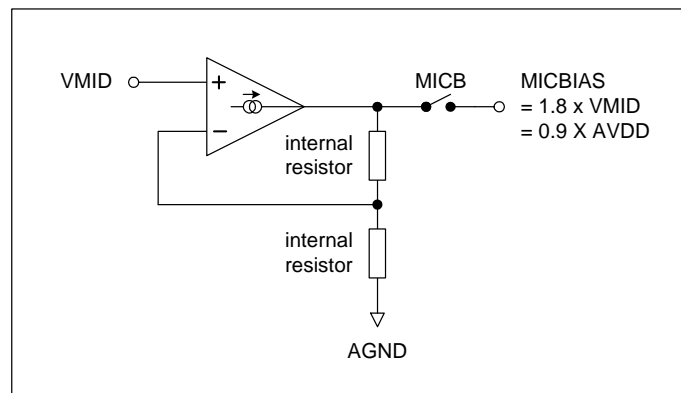 VMID
+
−
MICB
MICBIAS
= 1.8 x VMID
= 0.9 X AVDD
internal
resistor
internal
resistor
AGND